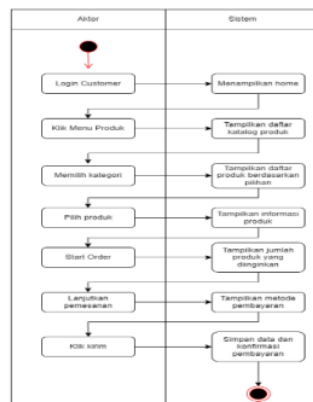 Aktor
Sistem
Login Customer
Menampilkan home
Klik Menu Produk
Tampilkan daftar
katalog produk
Memilih kategori
Tampilkan daftar
produk berdasarkan
pilihan
Pilih produk
Tampilkan informasi
produk
Start Order
Tampilkan jumlah
produk yang
diinginkan
Lanjutkan
pemesanan
Tampilkan metode
pembayaran
Klik kirim
Simpan data dan
konfirmasi
pembayaran